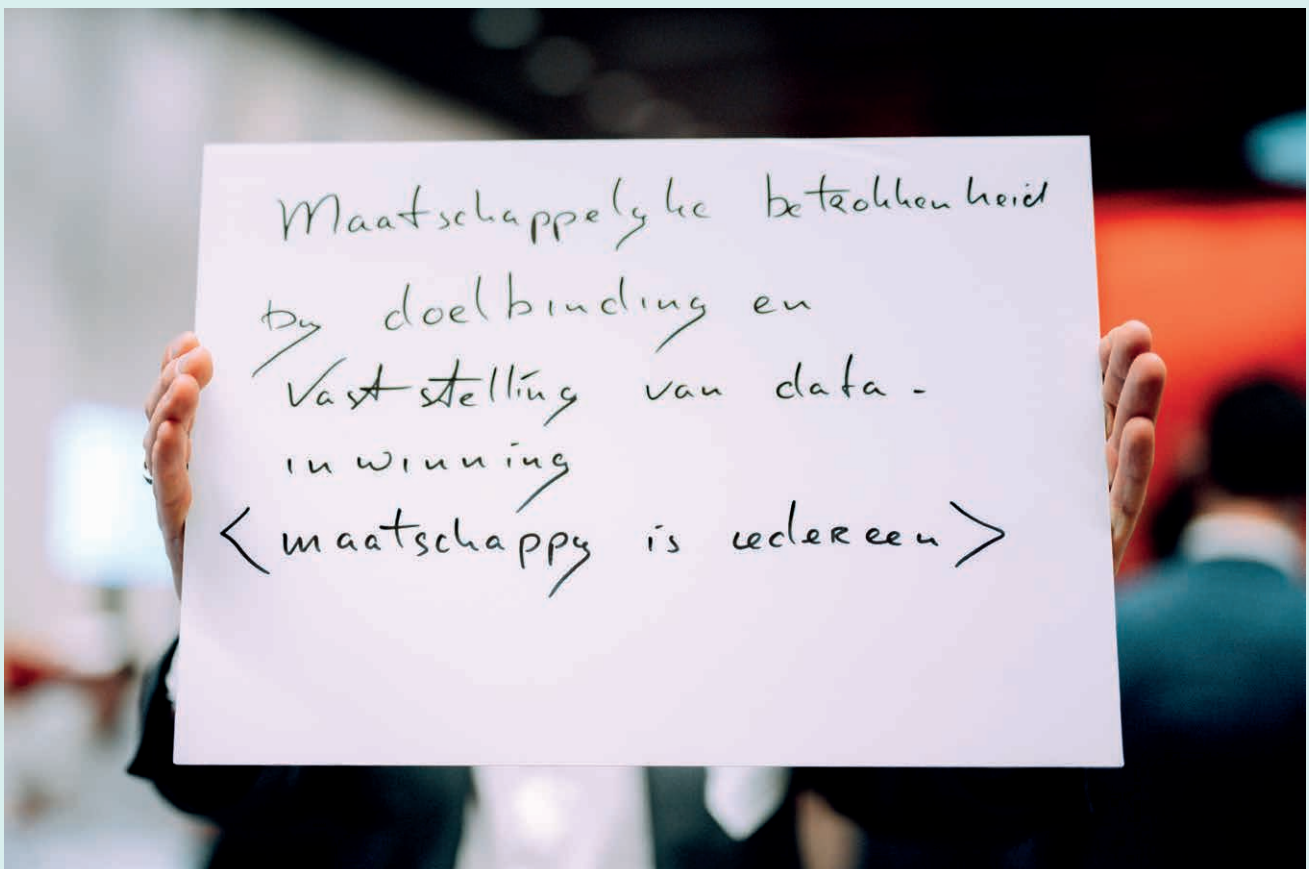 Maatschappelyke betrokkenheid
by doelbinding en
Vaststelling van data-
inwinning
<maatschappy is iedereen>